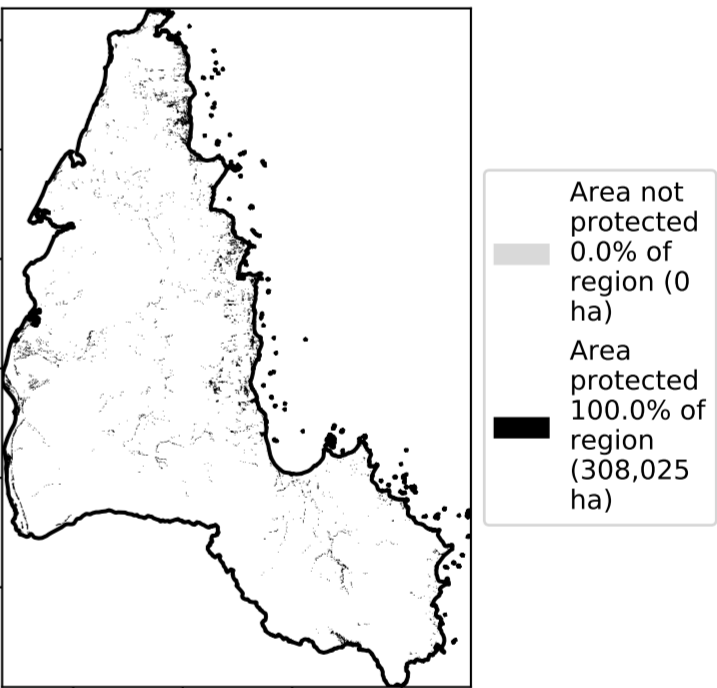 Area not
protected
0.0% of
region (0
ha)
Area
protected
100.0% of
region
(308,025
ha)